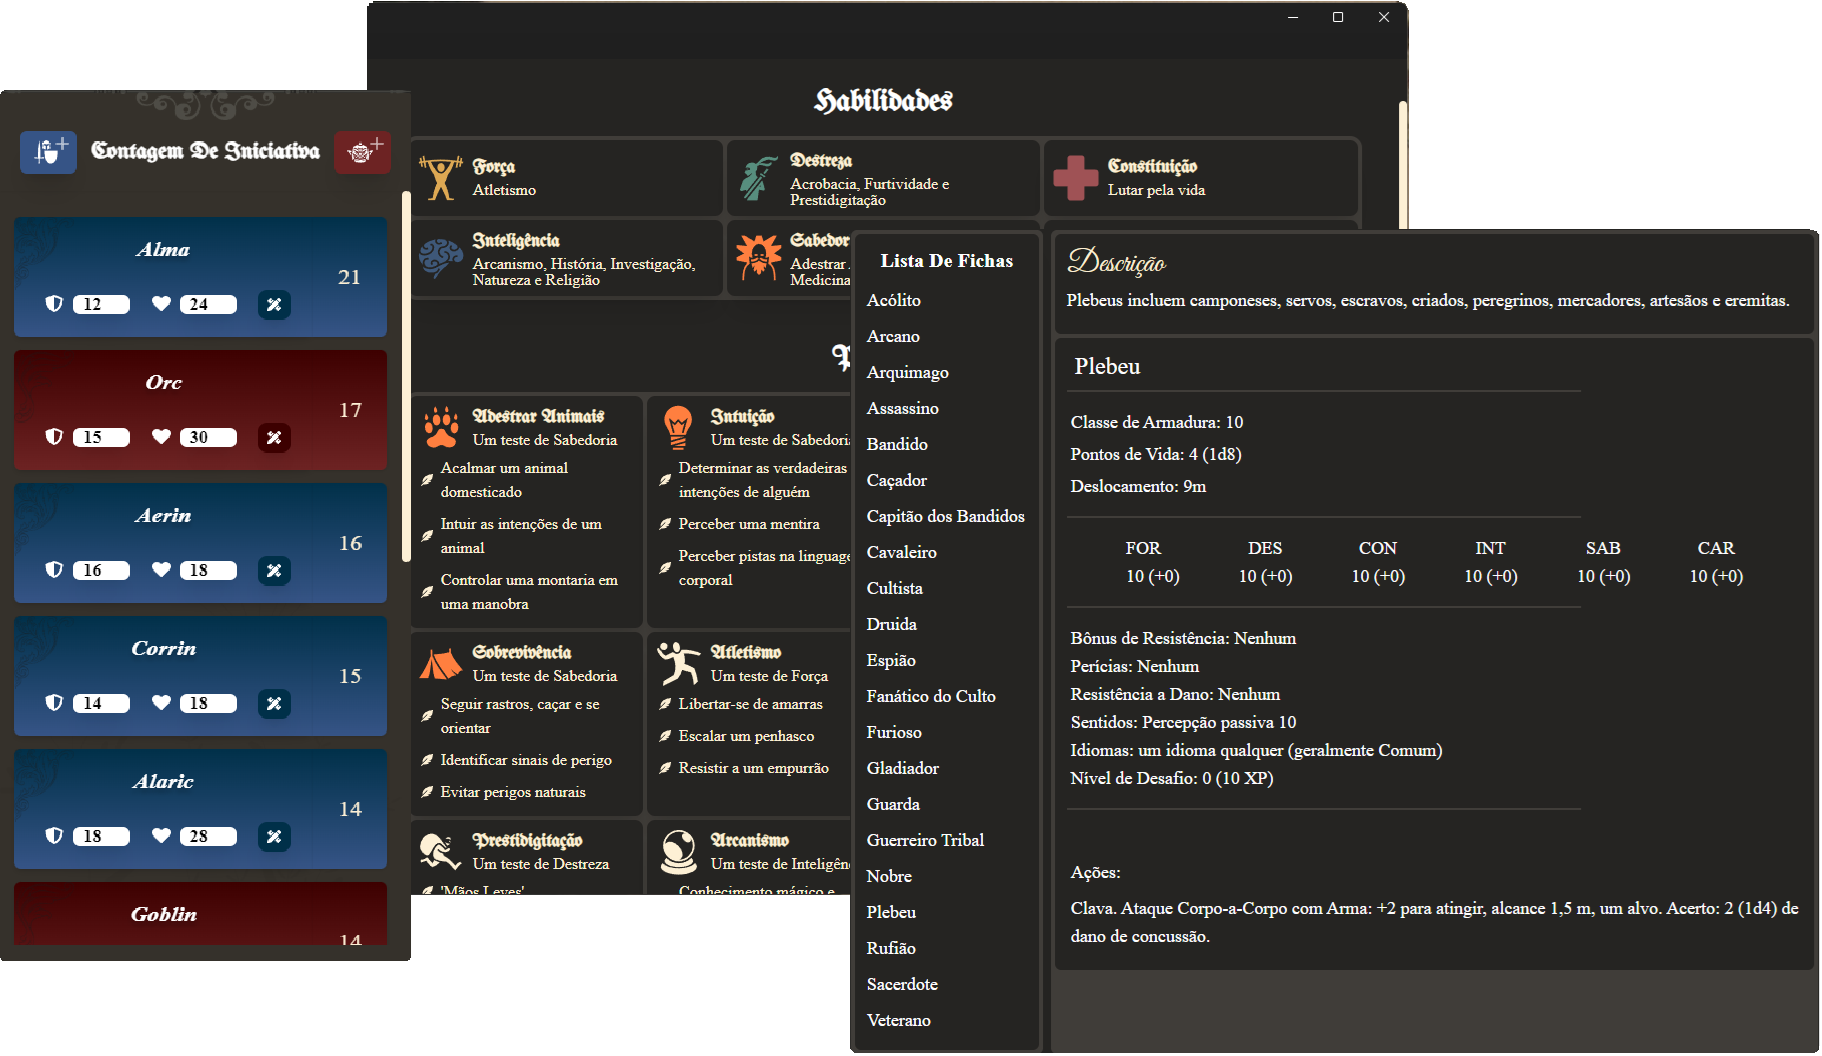 Contagem De Iniciativa
Alma
21
12
24
Orc
17
15
30
Aerin
16
16
18
Corrin
15
14
18
Alaric
14
18
28
Goblin
14
Habilidades
Força
Atletismo
Destreza
Acrobacia, Furtividade e
Prestidigitação
Constituição
Lutar pela vida
Inteligência
Arcanismo, História, Investigação,
Natureza e Religião
Sabedor
Adestrar
Medicina
Adestrar Animais
Um teste de Sabedoria
Acalmar um animal
domesticado
Intuir as intenções de um
animal
Controlar uma montaria em
uma manobra
Intuição
Um teste de Sabedoria
Determinar as verdadeiras
intenções de alguém
Perceber uma mentira
Perceber pistas na linguage
corporal
Sobrevivência
Um teste de Sabedoria
Seguir rastros, caçar e se
orientar
Identificar sinais de perigo
Evitar perigos naturais
Atletismo
Um teste de Força
Libertar-se de amarras
Escalar um penhasco
Resistir a um empurrão
Prestidigitação
Um teste de Destreza
'Mãos Leves'
Arcanismo
Um teste de Inteligên
Conhecimento mágico e
Lista De Fichas
Acólito
Arcano
Arquimago
Assassino
Bandido
Caçador
Capitão dos Bandidos
Cavaleiro
Cultista
Druida
Espião
Fanático do Culto
Furioso
Gladiador
Guarda
Guerreiro Tribal
Nobre
Plebeu
Rufião
Sacerdote
Veterano
Descrição
Plebeus incluem camponeses, servos, escravos, criados, peregrinos, mercadores, artesãos e eremitas.
Plebeu
Classe de Armadura: 10
Pontos de Vida: 4 (1d8)
Deslocamento: 9m
FOR DES CON INT SAB CAR
10 (+0) 10 (+0) 10 (+0) 10 (+0) 10 (+0) 10 (+0)
Bônus de Resistência: Nenhum
Perícias: Nenhum
Resistência a Dano: Nenhum
Sentidos: Percepção passiva 10
Idiomas: um idioma qualquer (geralmente Comum)
Nível de Desafio: 0 (10 XP)
Ações:
Clava. Ataque Corpo-a-Corpo com Arma: +2 para atingir, alcance 1,5 m, um alvo. Acerto: 2 (1d4) de
dano de concussão.